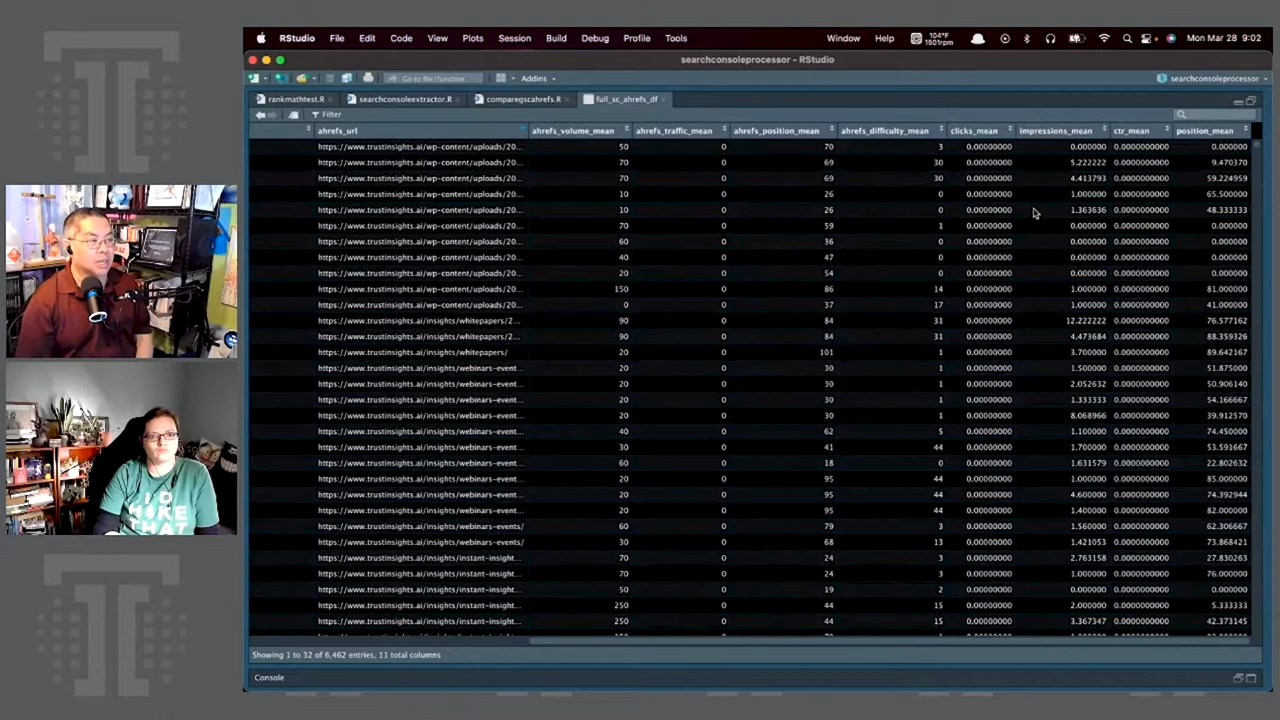 RStudio File Edit Code View Plots Session Build Debug Profile Tools Window Help 104°F 1501rpm Mon Mar 28 9:02
searchconsoleprocessor - RStudio
Go to file/function Addins searchconsoleprocessor
rankmathtest.R searchconsoleextractor.R comparegscahrefs.R full_sc_ahrefs_df
Filter
ahrefs_url ahrefs_volume_mean ahrefs_traffic_mean ahrefs_position_mean ahrefs_difficulty_mean clicks_mean impressions_mean ctr_mean position_mean
https://www.trustinsights.ai/wp-content/uploads/20... 50 0 70 3 0.00000000 0.000000 0.0000000000 0.000000
https://www.trustinsights.ai/wp-content/uploads/20... 70 0 69 30 0.00000000 5.222222 0.0000000000 9.470370
https://www.trustinsights.ai/wp-content/uploads/20... 70 0 69 30 0.00000000 4.413793 0.0000000000 59.224959
https://www.trustinsights.ai/wp-content/uploads/20... 10 0 26 0 0.00000000 1.000000 0.0000000000 65.500000
https://www.trustinsights.ai/wp-content/uploads/20... 10 0 26 0 0.00000000 1.363636 0.0000000000 48.333333
https://www.trustinsights.ai/wp-content/uploads/20... 70 0 59 1 0.00000000 0.000000 0.0000000000 0.000000
https://www.trustinsights.ai/wp-content/uploads/20... 60 0 36 0 0.00000000 0.000000 0.0000000000 0.000000
https://www.trustinsights.ai/wp-content/uploads/20... 40 0 47 0 0.00000000 0.000000 0.0000000000 0.000000
https://www.trustinsights.ai/wp-content/uploads/20... 20 0 54 0 0.00000000 0.000000 0.0000000000 0.000000
https://www.trustinsights.ai/wp-content/uploads/20... 150 0 86 14 0.00000000 1.000000 0.0000000000 81.000000
https://www.trustinsights.ai/wp-content/uploads/20... 0 0 37 17 0.00000000 1.000000 0.0000000000 41.000000
https://www.trustinsights.ai/insights/whitepapers/2... 90 0 84 31 0.00000000 12.222222 0.0000000000 76.577162
https://www.trustinsights.ai/insights/whitepapers/2... 90 0 84 31 0.00000000 4.473684 0.0000000000 88.359326
https://www.trustinsights.ai/insights/whitepapers/ 20 0 101 1 0.00000000 3.700000 0.0000000000 89.642167
https://www.trustinsights.ai/insights/webinars-event... 20 0 30 1 0.00000000 1.500000 0.0000000000 51.875000
https://www.trustinsights.ai/insights/webinars-event... 20 0 30 1 0.00000000 2.052632 0.0000000000 50.906140
https://www.trustinsights.ai/insights/webinars-event... 20 0 30 1 0.00000000 1.333333 0.0000000000 54.166667
https://www.trustinsights.ai/insights/webinars-event... 20 0 30 1 0.00000000 8.068966 0.0000000000 39.912570
https://www.trustinsights.ai/insights/webinars-event... 40 0 62 5 0.00000000 1.100000 0.0000000000 74.450000
https://www.trustinsights.ai/insights/webinars-event... 30 0 41 44 0.00000000 1.700000 0.0000000000 53.591667
https://www.trustinsights.ai/insights/webinars-event... 60 0 18 0 0.00000000 1.631579 0.0000000000 22.802632
https://www.trustinsights.ai/insights/webinars-event... 20 0 95 44 0.00000000 1.000000 0.0000000000 85.000000
https://www.trustinsights.ai/insights/webinars-event... 20 0 95 44 0.00000000 4.600000 0.0000000000 74.392944
https://www.trustinsights.ai/insights/webinars-event... 20 0 95 44 0.00000000 1.400000 0.0000000000 82.000000
https://www.trustinsights.ai/insights/webinars-events/ 60 0 79 3 0.00000000 1.560000 0.0000000000 62.306667
https://www.trustinsights.ai/insights/webinars-events/ 30 0 68 13 0.00000000 1.421053 0.0000000000 73.868421
https://www.trustinsights.ai/insights/instant-insight... 70 0 24 3 0.00000000 2.763158 0.0000000000 27.830263
https://www.trustinsights.ai/insights/instant-insight... 70 0 24 3 0.00000000 1.000000 0.0000000000 76.000000
https://www.trustinsights.ai/insights/instant-insight... 50 0 19 2 0.00000000 0.000000 0.0000000000 0.000000
https://www.trustinsights.ai/insights/instant-insight... 250 0 44 15 0.00000000 2.000000 0.0000000000 5.333333
https://www.trustinsights.ai/insights/instant-insight... 250 0 44 15 0.00000000 3.367347 0.0000000000 42.373145
Showing 1 to 32 of 6,462 entries, 11 total columns
Console
I'D
HIKE
THAT